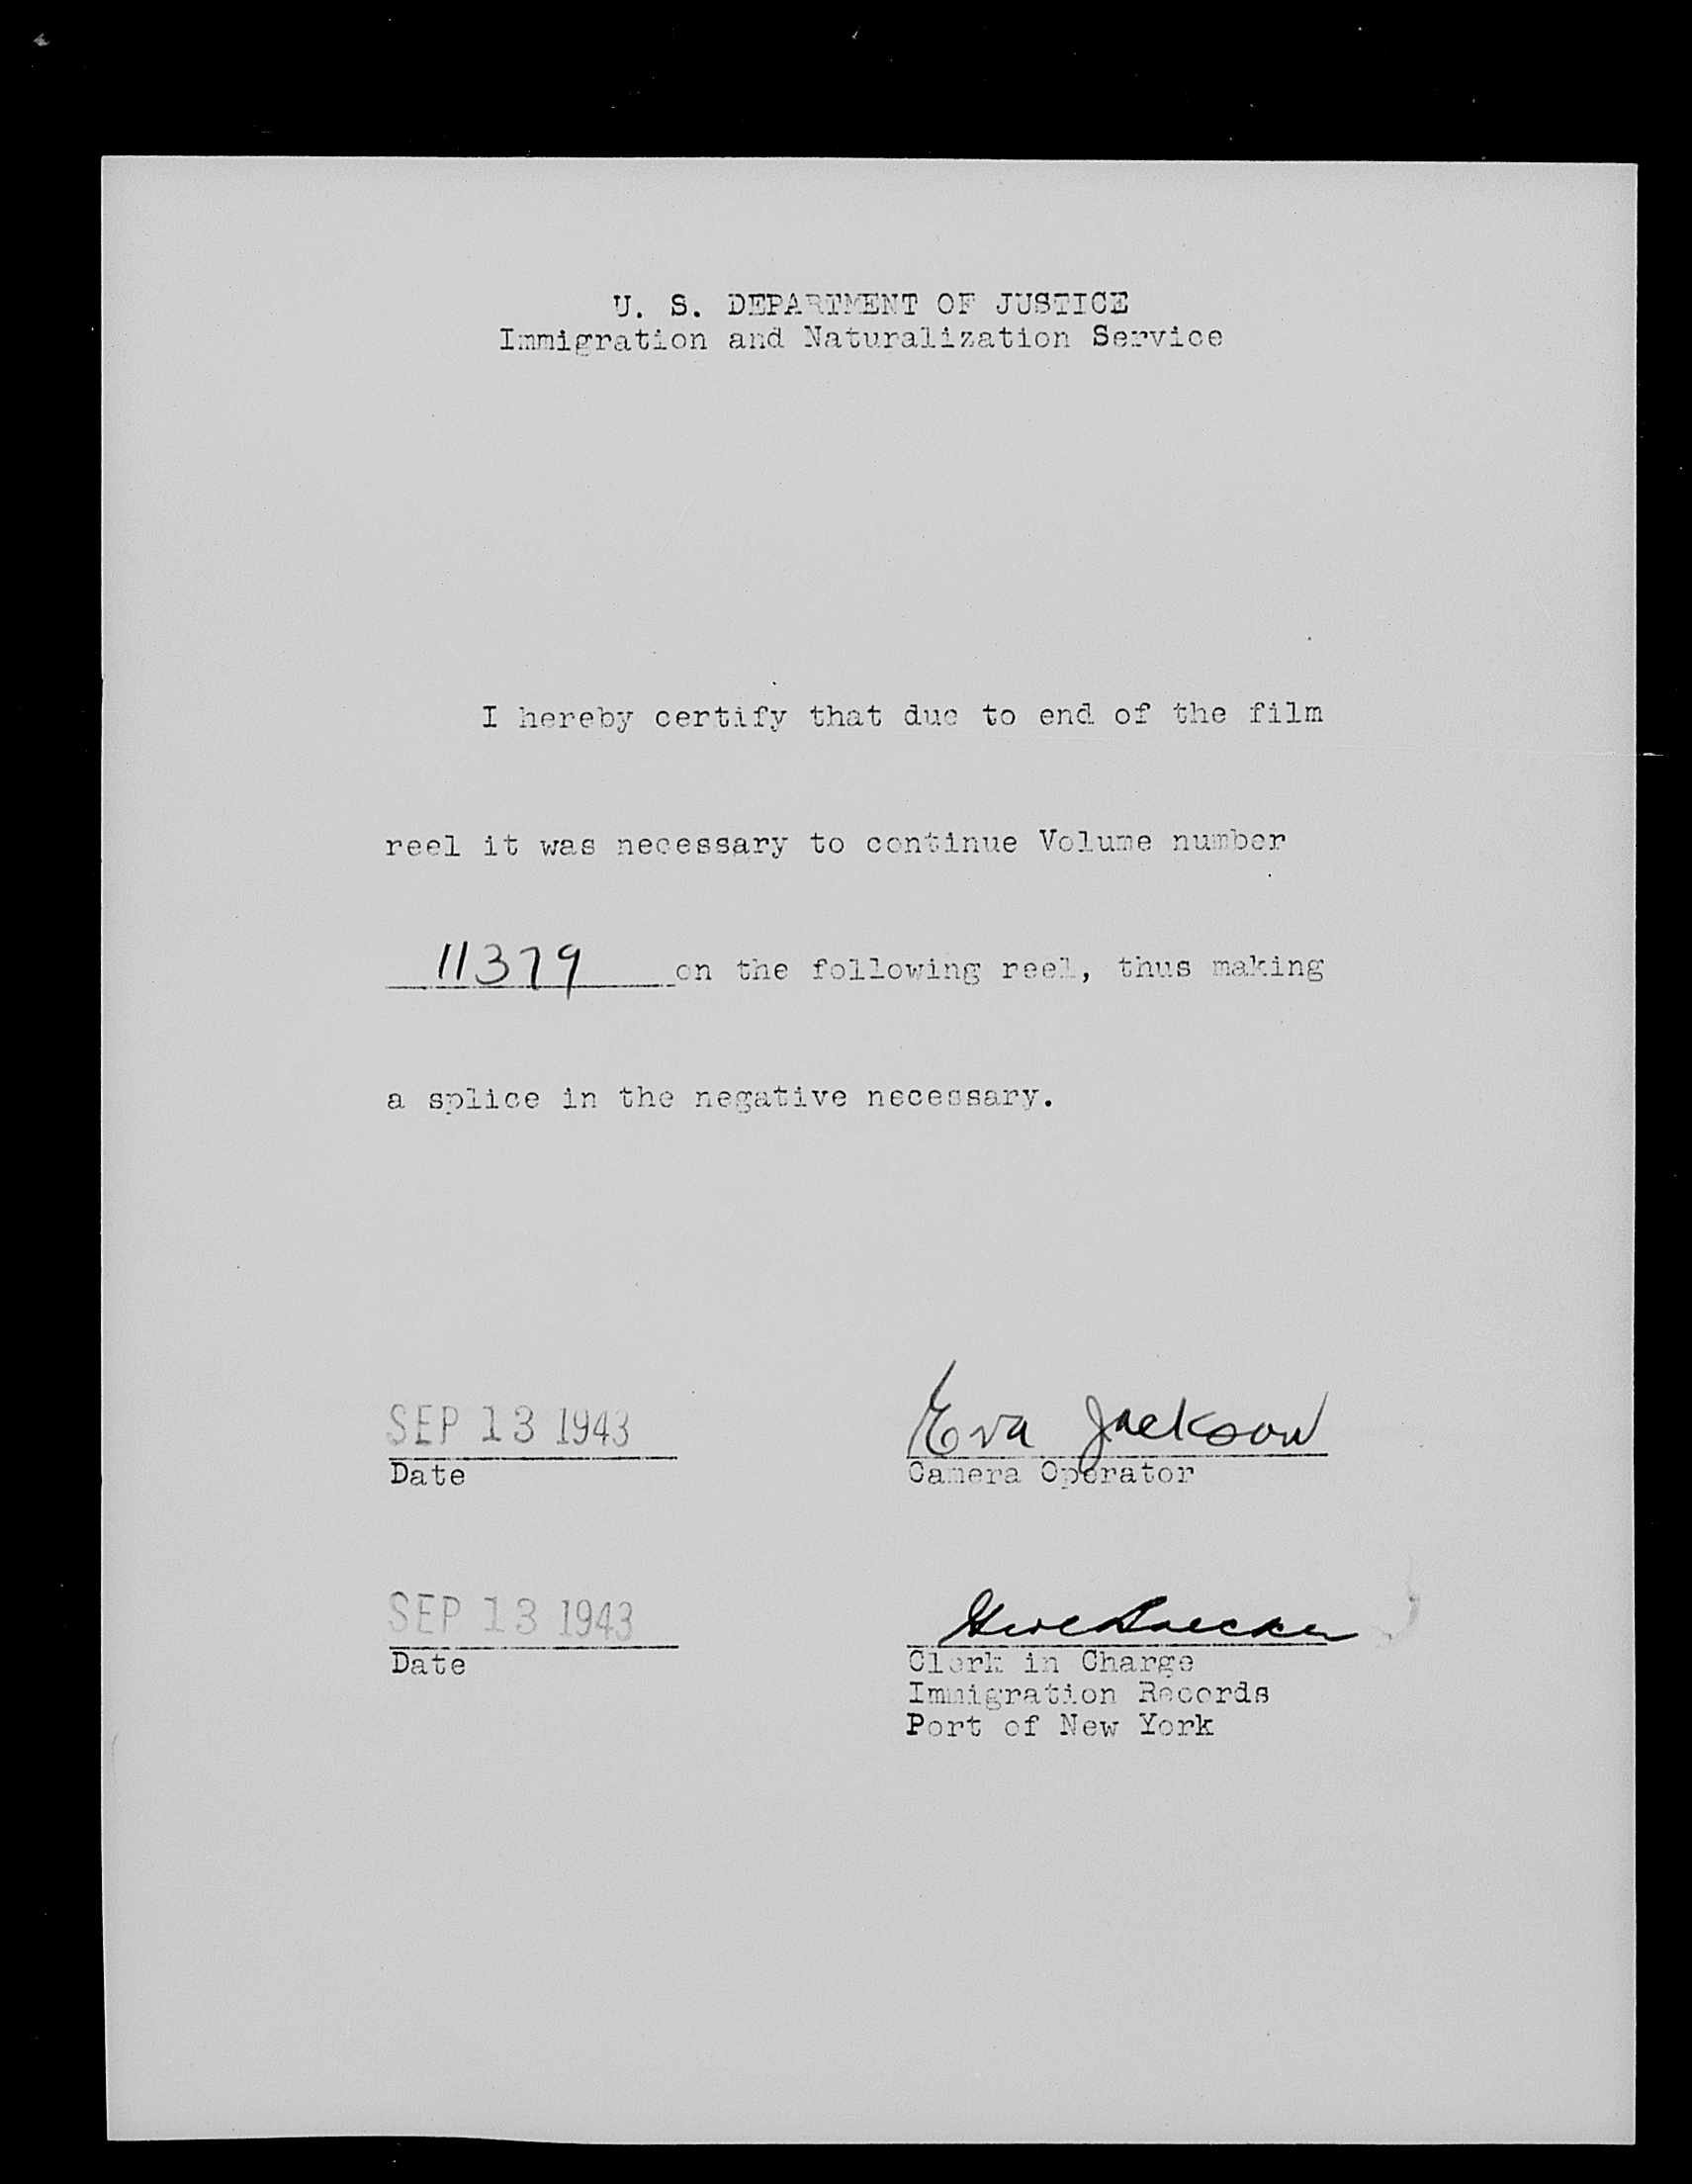 U. S. DEPARTMENT OF JUSTICE
Immigration and Naturalization Service
I hereby certify that due to end of the film
reel it was necessary to continue Volume number
11379 on the following reel, thus making
a splice in the negative necessary.
SEP 13 1943 Eva Jackson
Date Camera Operator
SEP 13 1943
Date Clerk in Charge
Immigration Records
Port of New York